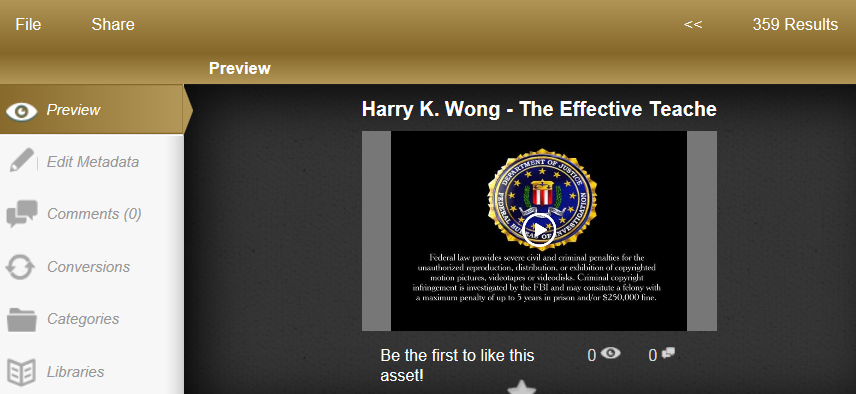 File Share << 359 Results
Preview
Preview
Edit Metadata
Comments (0)
Conversions
Categories
Libraries
Harry K. Wong - The Effective Teache
DEPARTMENT OF JUSTICE
FEDERAL BUREAU OF INVESTIGATION
Federal law provides severe civil and criminal penalties for the
unauthorized reproduction, distribution, or exhibition of copyrighted
motion pictures, videotapes or videodisks. Criminal copyright
infringement is investigated by the FBI and may consitute a felony with
a maximum penalty of up to 5 years in prison and/or $250,000 fine.
Be the first to like this
asset!
0 0